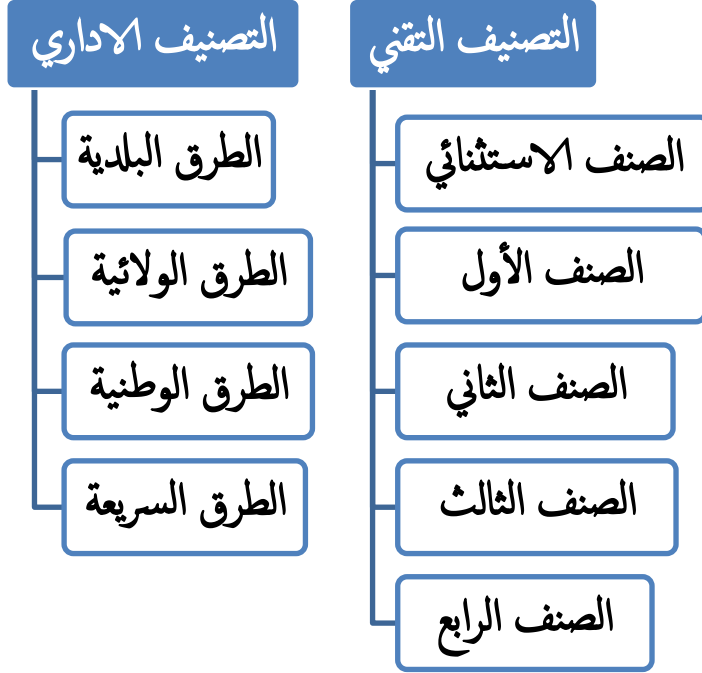 التصنيف التقني
الصنف الاستثنائي
الصنف الأول
الصنف الثاني
الصنف الثالث
الصنف الرابع
التصنيف الاداري
الطرق البلدية
الطرق الولائية
الطرق الوطنية
الطرق السريعة